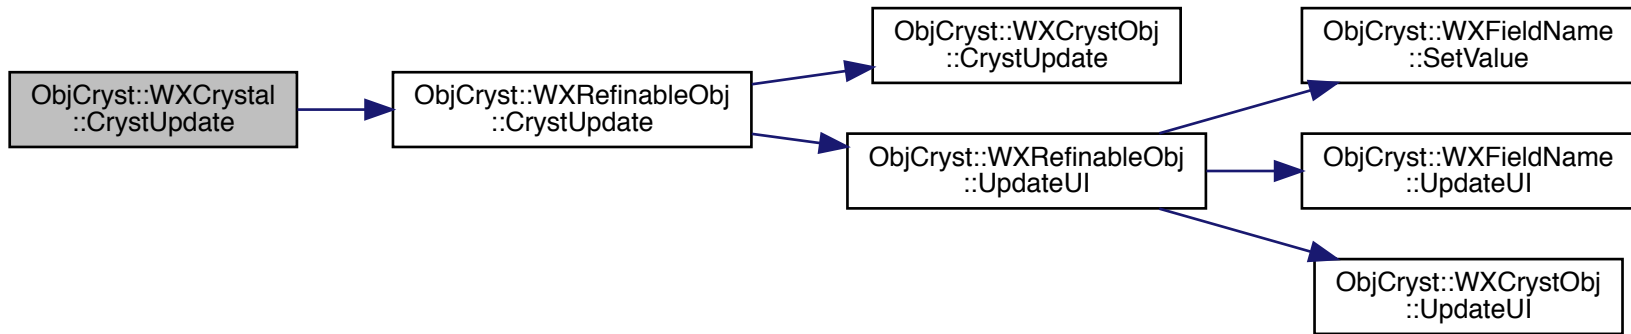 ObjCryst::WXCrystal
::CrystUpdate
ObjCryst::WXRefinableObj
::CrystUpdate
ObjCryst::WXCrystObj
::CrystUpdate
ObjCryst::WXRefinableObj
::UpdateUI
ObjCryst::WXFieldName
::SetValue
ObjCryst::WXFieldName
::UpdateUI
ObjCryst::WXCrystObj
::UpdateUI